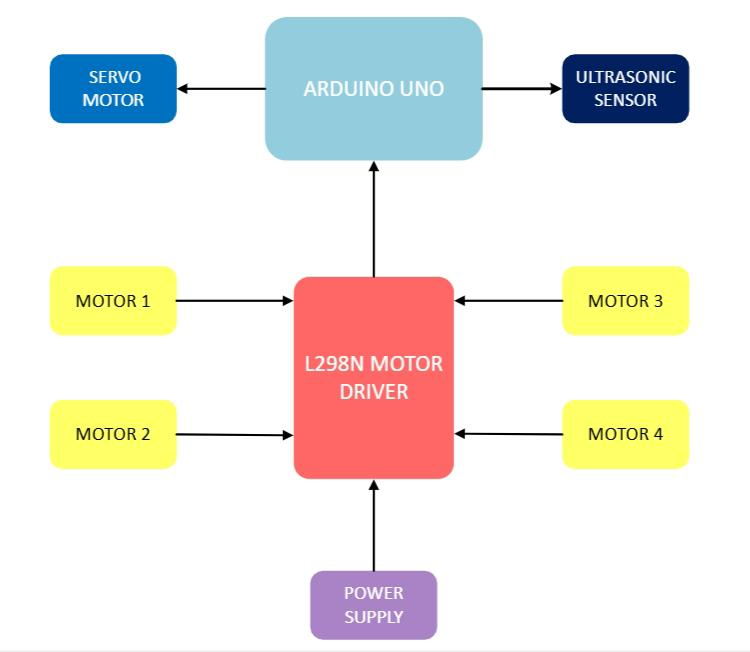 SERVO
MOTOR
ARDUINO UNO
ULTRASONIC
SENSOR
MOTOR 1
MOTOR 3
L298N MOTOR
DRIVER
MOTOR 2
MOTOR 4
POWER
SUPPLY